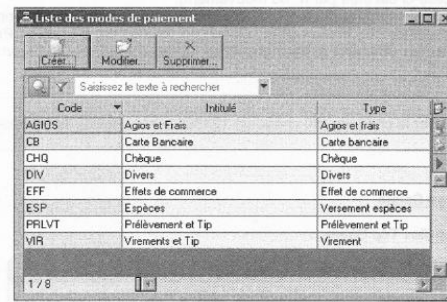 Liste des modes de paiement
Créer... Modifier... Supprimer...
Saisissez le texte à rechercher
Code Intitulé Type
AGIOS Agios et Frais Agios et frais
CB Carte Bancaire Carte bancaire
CHQ Chèque Chèque
DIV Divers Divers
EFF Effets de commerce Effet de commerce
ESP Espèces Versement espèces
PRLVT Prélèvement et Tip Prélèvement et Tip
VIR Virements et Tip Virement
1 / 8